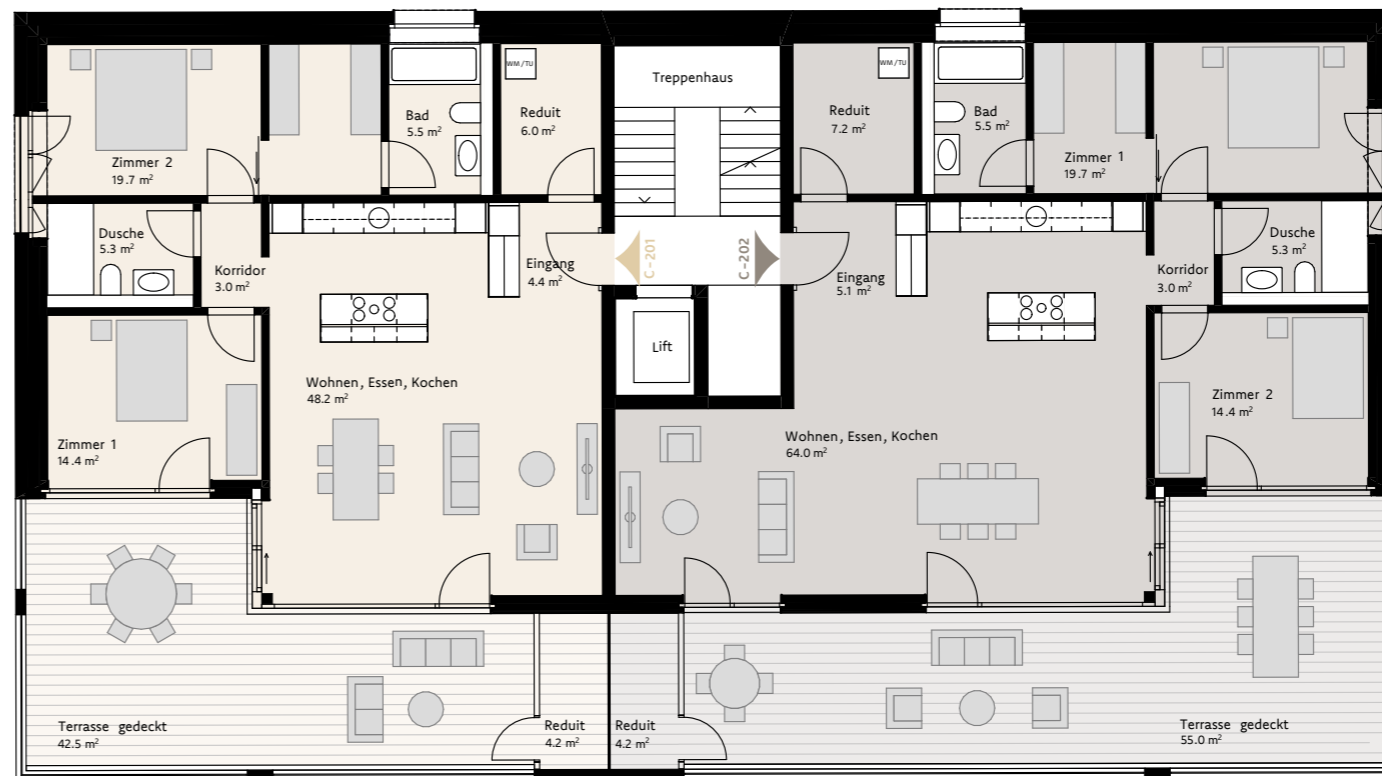 WM/TU
Treppenhaus
WM/TU
Bad
5.5 m²
Reduit
6.0 m²
Reduit
7.2 m²
Bad
5.5 m²
Zimmer 2
19.7 m²
Zimmer 1
19.7 m²
Dusche
5.3 m²
Korridor
3.0 m²
Eingang
4.4 m²
C-201
C-202
Eingang
5.1 m²
Korridor
3.0 m²
Dusche
5.3 m²
Lift
Wohnen, Essen, Kochen
48.2 m²
Zimmer 2
14.4 m²
Zimmer 1
14.4 m²
Wohnen, Essen, Kochen
64.0 m²
Terrasse gedeckt
42.5 m²
Reduit
4.2 m²
Reduit
4.2 m²
Terrasse gedeckt
55.0 m²